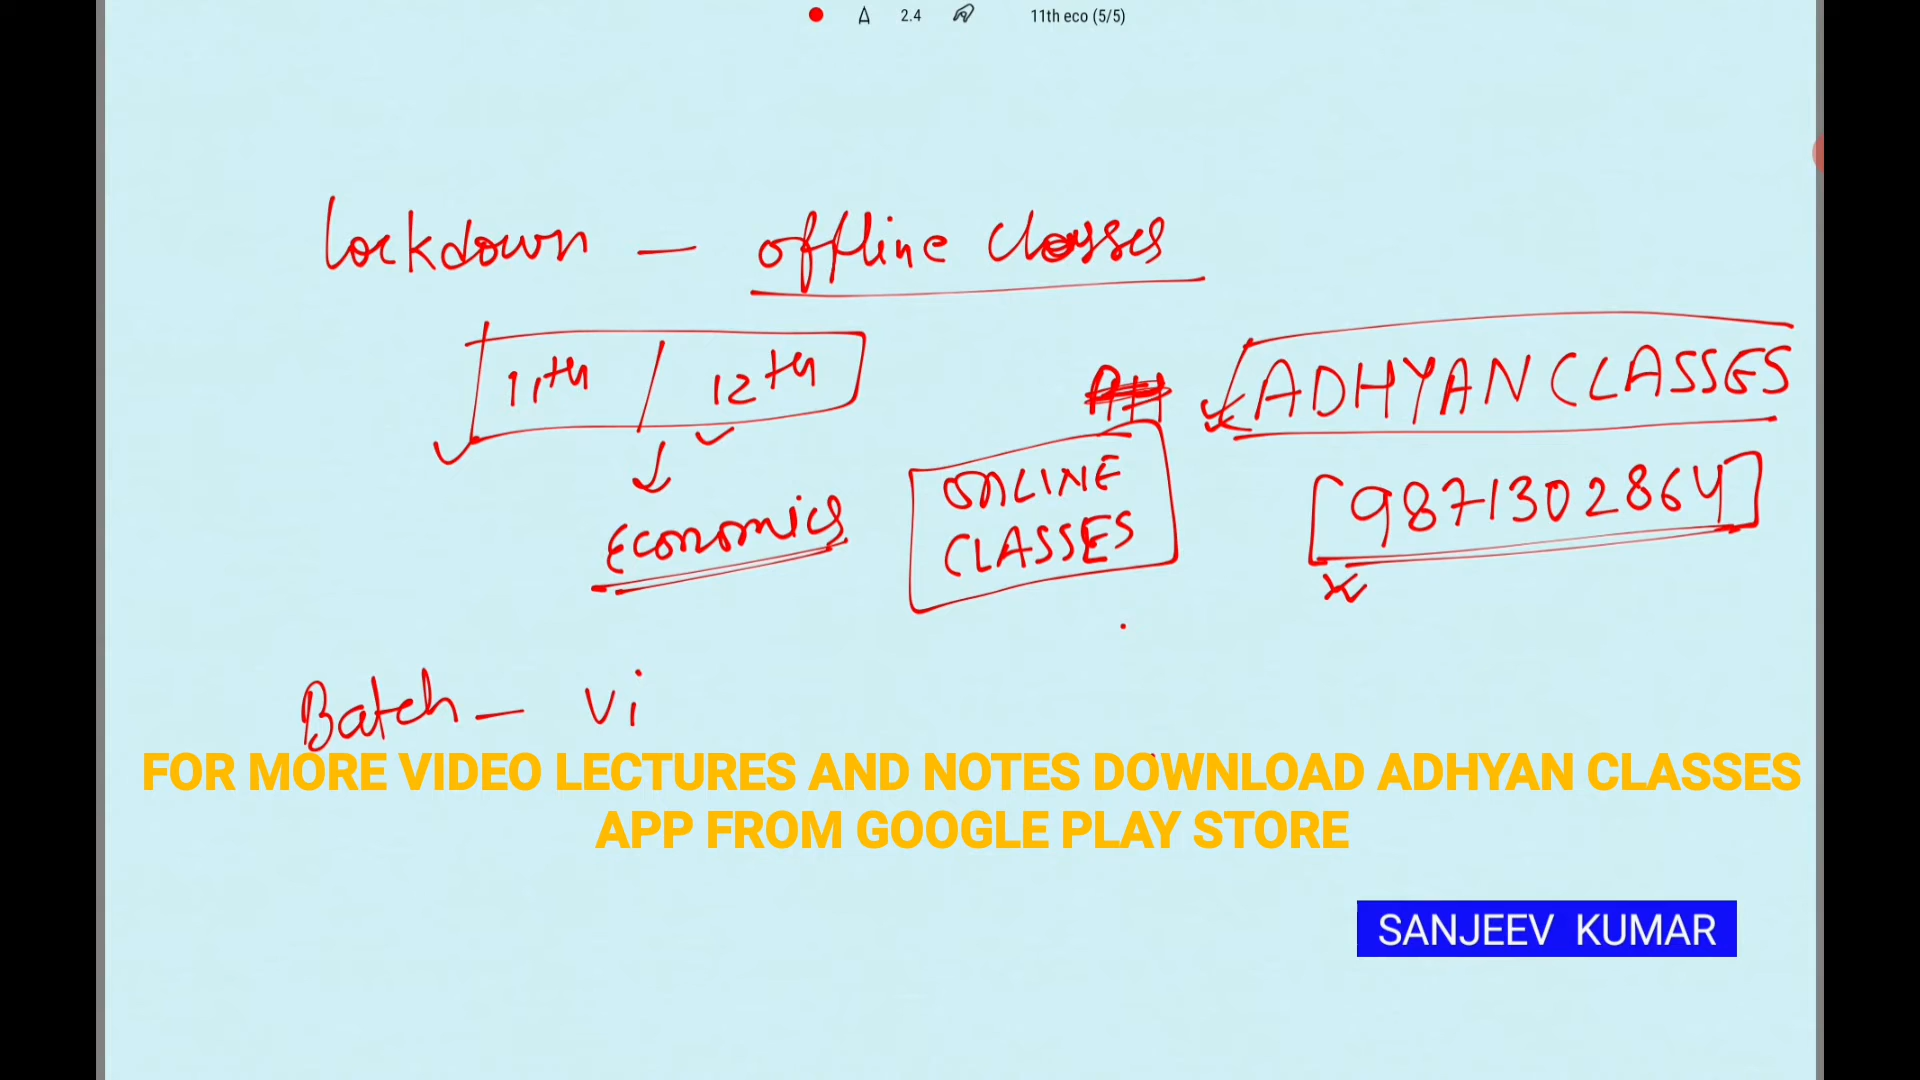 2.4 11th eco (5/5)
lockdown – offline classes
11th / 12th
ADHYAN CLASSES
ONLINE
CLASSES
[9871302864]
Economics
Batch – vi
FOR MORE VIDEO LECTURES AND NOTES DOWNLOAD ADHYAN CLASSES
APP FROM GOOGLE PLAY STORE
SANJEEV KUMAR